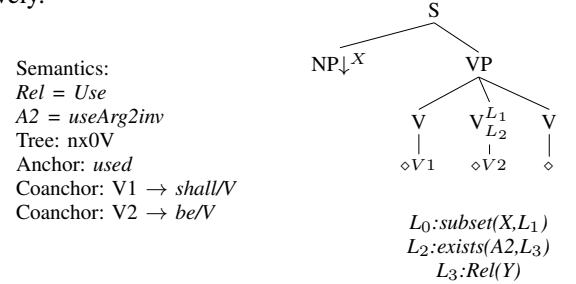 vely.
Semantics:
Rel = Use
A2 = useArg2inv
Tree: nx0V
Anchor: used
Coanchor: V1 → shall/V
Coanchor: V2 → be/V
S
NP↓X VP
V V L1 L2 V
⋄V1 ⋄V2 ⋄
L0:subset(X,L1)
L2:exists(A2,L3)
L3:Rel(Y)